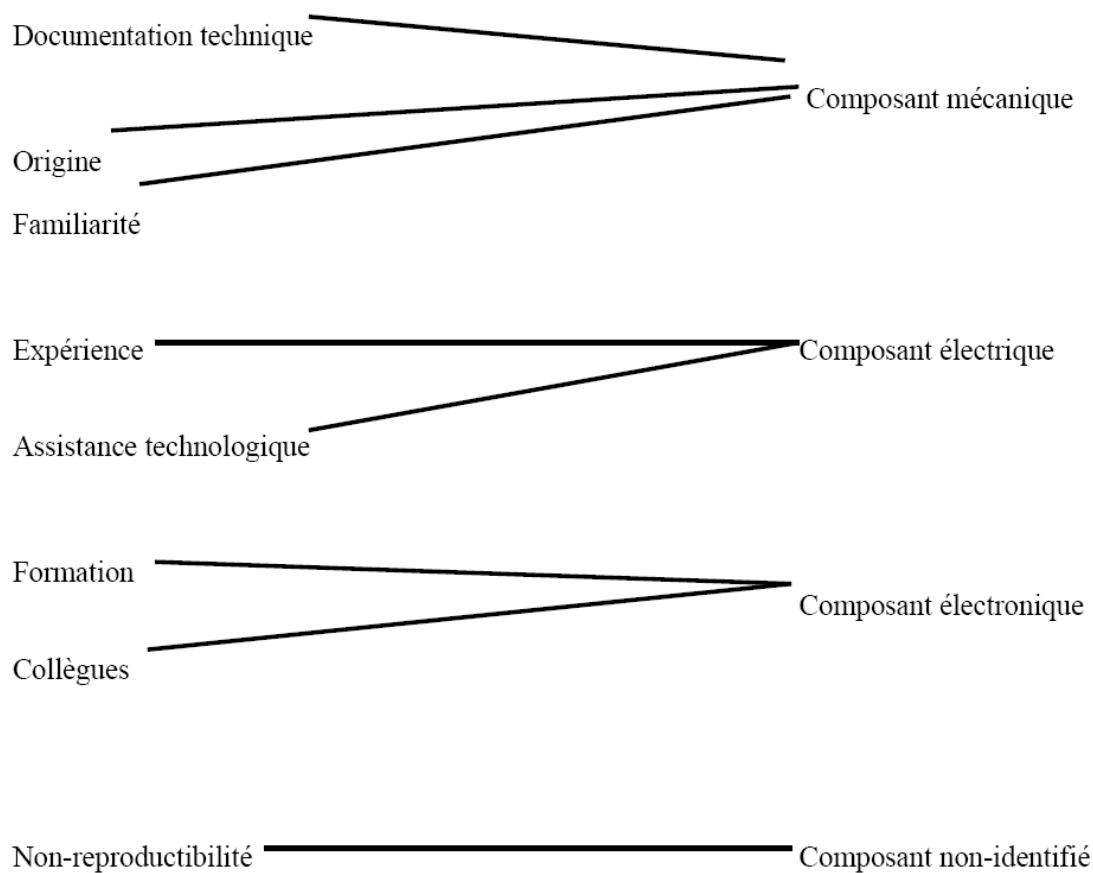 Documentation technique
Composant mécanique
Origine
Familiarité
Expérience
Composant électrique
Assistance technologique
Formation
Composant électronique
Collègues
Non-reproductibilité
Composant non-identifié